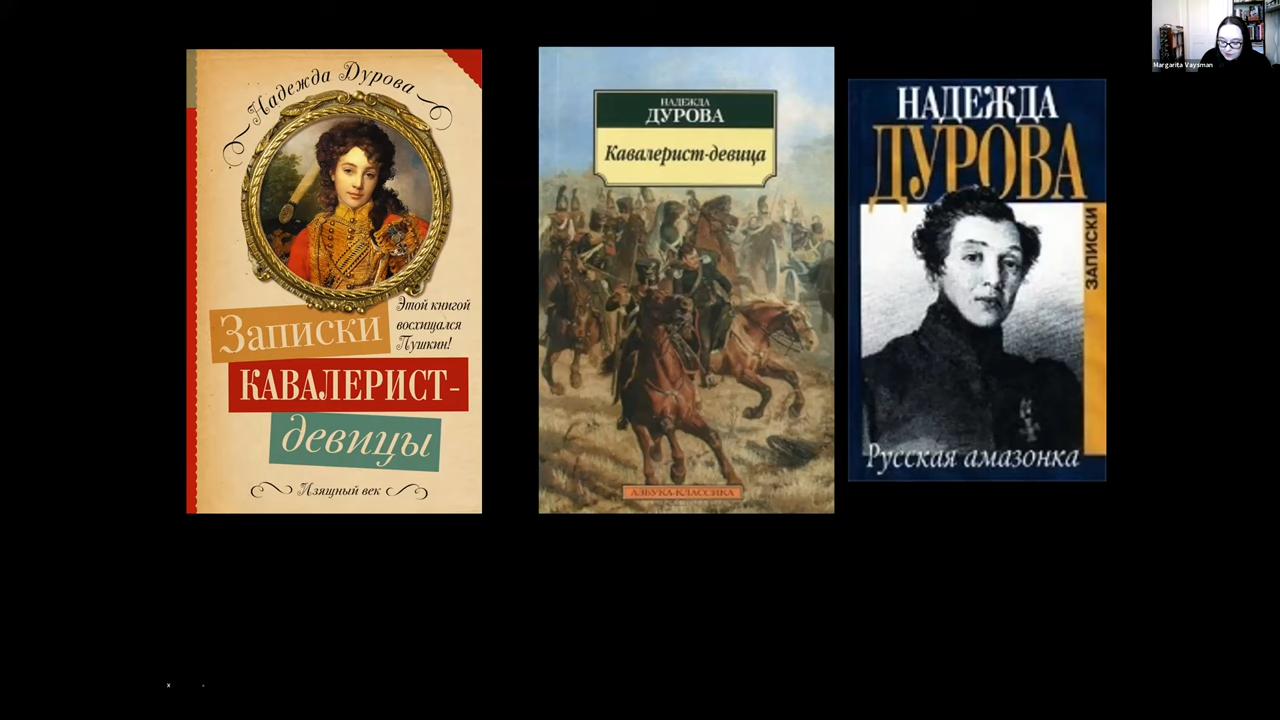 Надежда Дурова
Этой книгой
восхищался
Пушкин!
Записки
КАВАЛЕРИСТ-
девицы
Изящный век
НАДЕЖДА
ДУРОВА
Кавалерист-девица
АЗБУКА-КЛАССИКА
НАДЕЖДА
ДУРОВА
ЗАПИСКИ
Русская амазонка
Margarita Vaysman
x